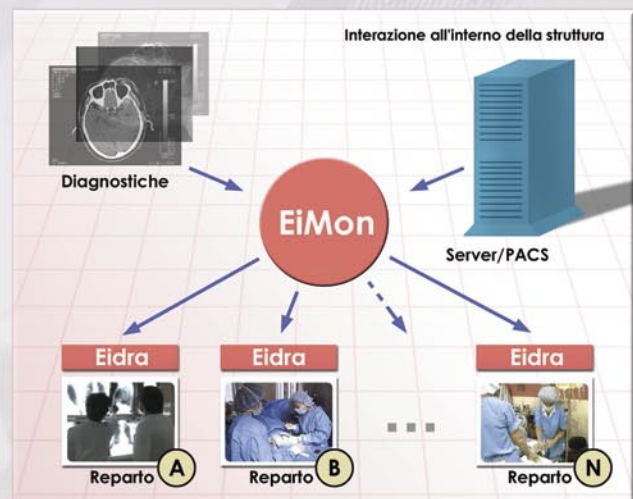 Interazione all'interno della struttura
Diagnostiche
EiMon
Server/PACS
Eidra
Eidra
Eidra
Reparto A
Reparto B
...
Reparto N